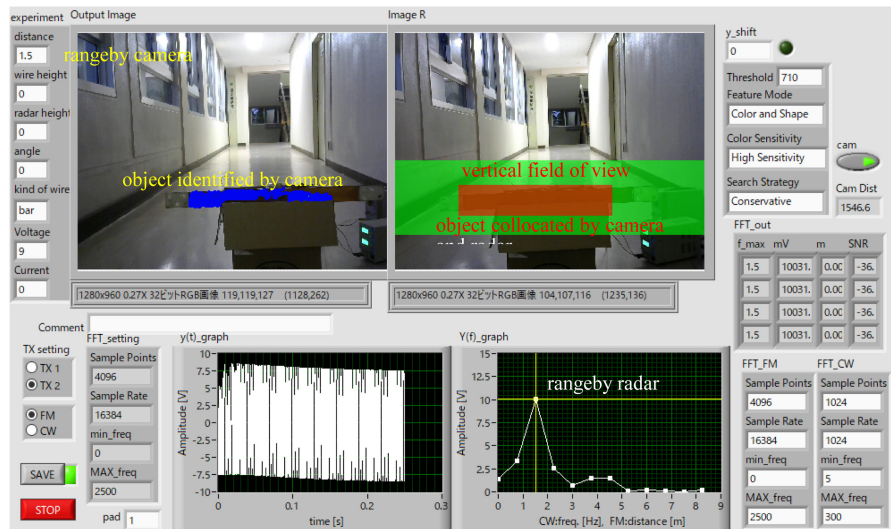 experiment
Output Image
Image R
distance
1.5
wire height
0
radar height
0
angle
0
kind of wire
bar
Voltage
9
Current
0
rangeby camera
object identified by camera
vertical field of view
object collocated by camera
and radar
1280x960 0.27X 32ビットRGB画像 119,119,127 (1128,262)
1280x960 0.27X 32ビットRGB画像 104,107,116 (1235,136)
y_shift
0
Threshold 710
Feature Mode
Color and Shape
Color Sensitivity
High Sensitivity
Search Strategy
Conservative
cam
Cam Dist
1546.6
FFT_out
f_max mV m SNR
1.5 10031. 0.00 -36.
1.5 10031. 0.00 -36.
1.5 10031. 0.00 -36.
1.5 10031. 0.00 -36.
Comment
TX setting
TX 1
TX 2
FM
CW
SAVE
STOP
FFT_setting
Sample Points
4096
Sample Rate
16384
min_freq
0
MAX_freq
2500
pad 1
y(t)_graph
Amplitude [V]
10
7.5
5
2.5
0
-2.5
-5
-7.5
-10
0 0.1 0.2 0.3
time [s]
Y(f)_graph
rangeby radar
Amplitude [V]
15
12.5
10
7.5
5
2.5
0
0 1 2 3 4 5 6 7 8 9
CW:freq. [Hz], FM:distance [m]
FFT_FM
Sample Points
4096
Sample Rate
16384
min_freq
0
MAX_freq
2500
FFT_CW
Sample Points
1024
Sample Rate
1024
min_freq
5
MAX_freq
300